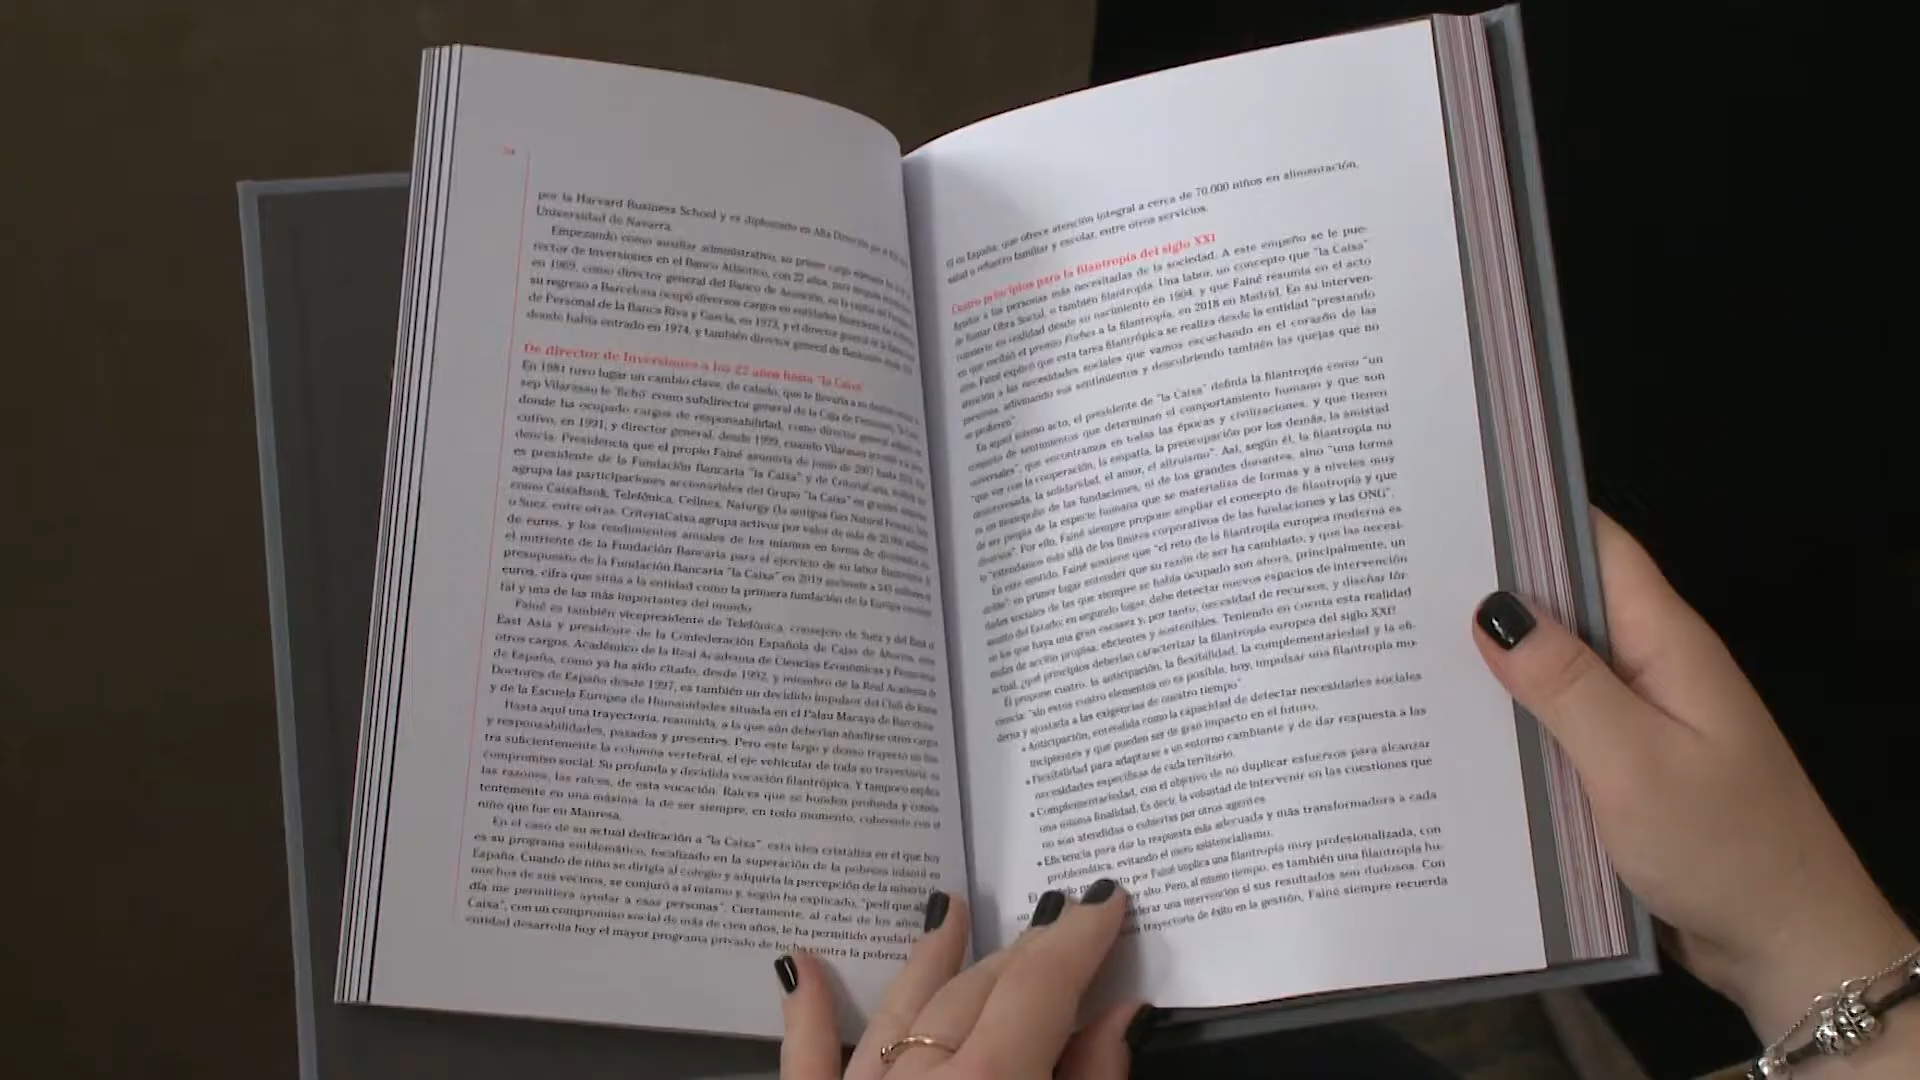 por la Harvard Business School y es diplomado en Alta Dirección
Universidad de Navarra.
Empezando como auxiliar administrativo, su primer cargo
rector de Inversiones en el Banco Atlántico, con 22 años, para
en 1969, como director general del Banco de Asunción, en la capital
su regreso a Barcelona ocupó diversos cargos en entidades financieras
de Personal de la Banca Riva y García, en 1973, y el director general de
donde había entrado en 1974, y también director general de Bankunión desde
De director de Inversiones a los 22 años hasta "la Caixa"
En 1981 tuvo lugar un cambio clave, de calado, que le llevaría a su
sep Vilarasau le 'fichó' como subdirector general de la Caja de Pensiones,
donde ha ocupado cargos de responsabilidad, como director general
cutivo, en 1991, y director general, desde 1999, cuando Vilarasau
dencia. Presidencia que el propio Fainé asumiría de junio de 2007 hasta
es presidente de la Fundación Bancaria "la Caixa" y de CriteriaCaixa,
agrupa las participaciones accionariales del Grupo "la Caixa" en grandes
como CaixaBank, Telefónica, Cellnex, Naturgy (la antigua Gas Natural Fenosa),
o Suez, entre otras. CriteriaCaixa agrupa activos por valor de más de
de euros, y los rendimientos anuales de los mismos en forma de dividendos
el nutriente de la Fundación Bancaria para el ejercicio de su labor
presupuesto de la Fundación Bancaria "la Caixa" en 2019 asciende a 545 millones
euros, cifra que sitúa a la entidad como la primera fundación de la Europa
tal y una de las más importantes del mundo.
Fainé es también vicepresidente de Telefónica, consejero de Suez y del
East Asia y presidente de la Confederación Española de Cajas de Ahorros, entre
otros cargos. Académico de la Real Academia de Ciencias Económicas y Financieras
de España, como ya ha sido citado, desde 1992, y miembro de la Real Academia de
Doctores de España desde 1997, es también un decidido impulsor del Club de Roma
y de la Escuela Europea de Humanidades situada en el Palau Macaya de Barcelona.
Hasta aquí una trayectoria, resumida, a la que aún deberían añadirse otros cargos
y responsabilidades, pasados y presentes. Pero este largo y denso trayecto no
tra suficientemente la columna vertebral, el eje vehicular de toda su trayectoria: su
compromiso social. Su profunda y decidida vocación filantrópica. Y tampoco explica
las razones, las raíces, de esta vocación. Raíces que se hunden profunda y
tentemente en una máxima: la de ser siempre, en todo momento, coherente con el
niño que fue en Manresa.
En el caso de su actual dedicación a "la Caixa", esta idea cristaliza en el que hoy
es su programa emblemático, focalizado en la superación de la pobreza infantil en
España. Cuando de niño se dirigía al colegio y adquiría la percepción de la miseria de
muchos de sus vecinos, se conjuró a sí mismo y, según ha explicado, "pedí que
día me permitiera ayudar a esas personas". Ciertamente, al cabo de los años,
Caixa", con un compromiso social de más de cien años, le ha permitido ayudarla
entidad desarrolla hoy el mayor programa privado de lucha contra la pobreza
til en España, que ofrece atención integral a cerca de 70.000 niños en alimentación,
salud o refuerzo familiar y escolar, entre otros servicios.
Cuatro principios para la filantropía del siglo XXI
Ayudar a las personas más necesitadas de la sociedad. A este empeño se le pue-
de llamar Obra Social, o también filantropía. Una labor, un concepto que "la Caixa"
convierte en realidad desde su nacimiento en 1904, y que Fainé resumía en el acto
en que recibió el premio Forbes a la filantropía, en 2018 en Madrid. En su interven-
ción, Fainé explicó que esta tarea filantrópica se realiza desde la entidad "prestando
atención a las necesidades sociales que vamos escuchando en el corazón de las
personas, adivinando sus sentimientos y descubriendo también las quejas que no
se profieren".
En aquel mismo acto, el presidente de "la Caixa" definía la filantropía como "un
conjunto de sentimientos que determinan el comportamiento humano y que son
universales", que encontramos en todas las épocas y civilizaciones, y que tienen
"que ver con la cooperación, la empatía, la preocupación por los demás, la amistad
desinteresada, la solidaridad, el amor, el altruismo". Así, según él, la filantropía no
es un monopolio de las fundaciones, ni de los grandes donantes, sino "una forma
de ser propia de la especie humana que se materializa de formas y a niveles muy
diversos". Por ello, Fainé siempre propone ampliar el concepto de filantropía y que
lo "extendamos más allá de los límites corporativos de las fundaciones y las ONG".
En este sentido, Fainé sostiene que "el reto de la filantropía europea moderna es
doble": en primer lugar entender que su razón de ser ha cambiado, y que las necesi-
dades sociales de las que siempre se había ocupado son ahora, principalmente, un
asunto del Estado; en segundo lugar, debe detectar nuevos espacios de intervención
en los que haya una gran escasez y, por tanto, necesidad de recursos, y diseñar fór-
mulas de acción propias, eficientes y sostenibles. Teniendo en cuenta esta realidad
actual, ¿qué principios deberían caracterizar la filantropía europea del siglo XXI?
Él propone cuatro: la anticipación, la flexibilidad, la complementariedad y la efi-
ciencia: "sin estos cuatro elementos no es posible, hoy, impulsar una filantropía mo-
derna y ajustarla a las exigencias de nuestro tiempo".
• Anticipación, entendida como la capacidad de detectar necesidades sociales
incipientes y que pueden ser de gran impacto en el futuro.
• Flexibilidad para adaptarse a un entorno cambiante y de dar respuesta a las
necesidades específicas de cada territorio.
• Complementariedad, con el objetivo de no duplicar esfuerzos para alcanzar
una misma finalidad. Es decir, la voluntad de intervenir en las cuestiones que
no son atendidas o cubiertas por otros agentes.
• Eficiencia para dar la respuesta más adecuada y más transformadora a cada
problemática, evitando el mero asistencialismo.
El por Fainé implica una filantropía muy profesionalizada, con
un muy alto. Pero, al mismo tiempo, es también una filantropía hu-
una intervención si sus resultados son dudosos. Con
trayectoria de éxito en la gestión, Fainé siempre recuerda